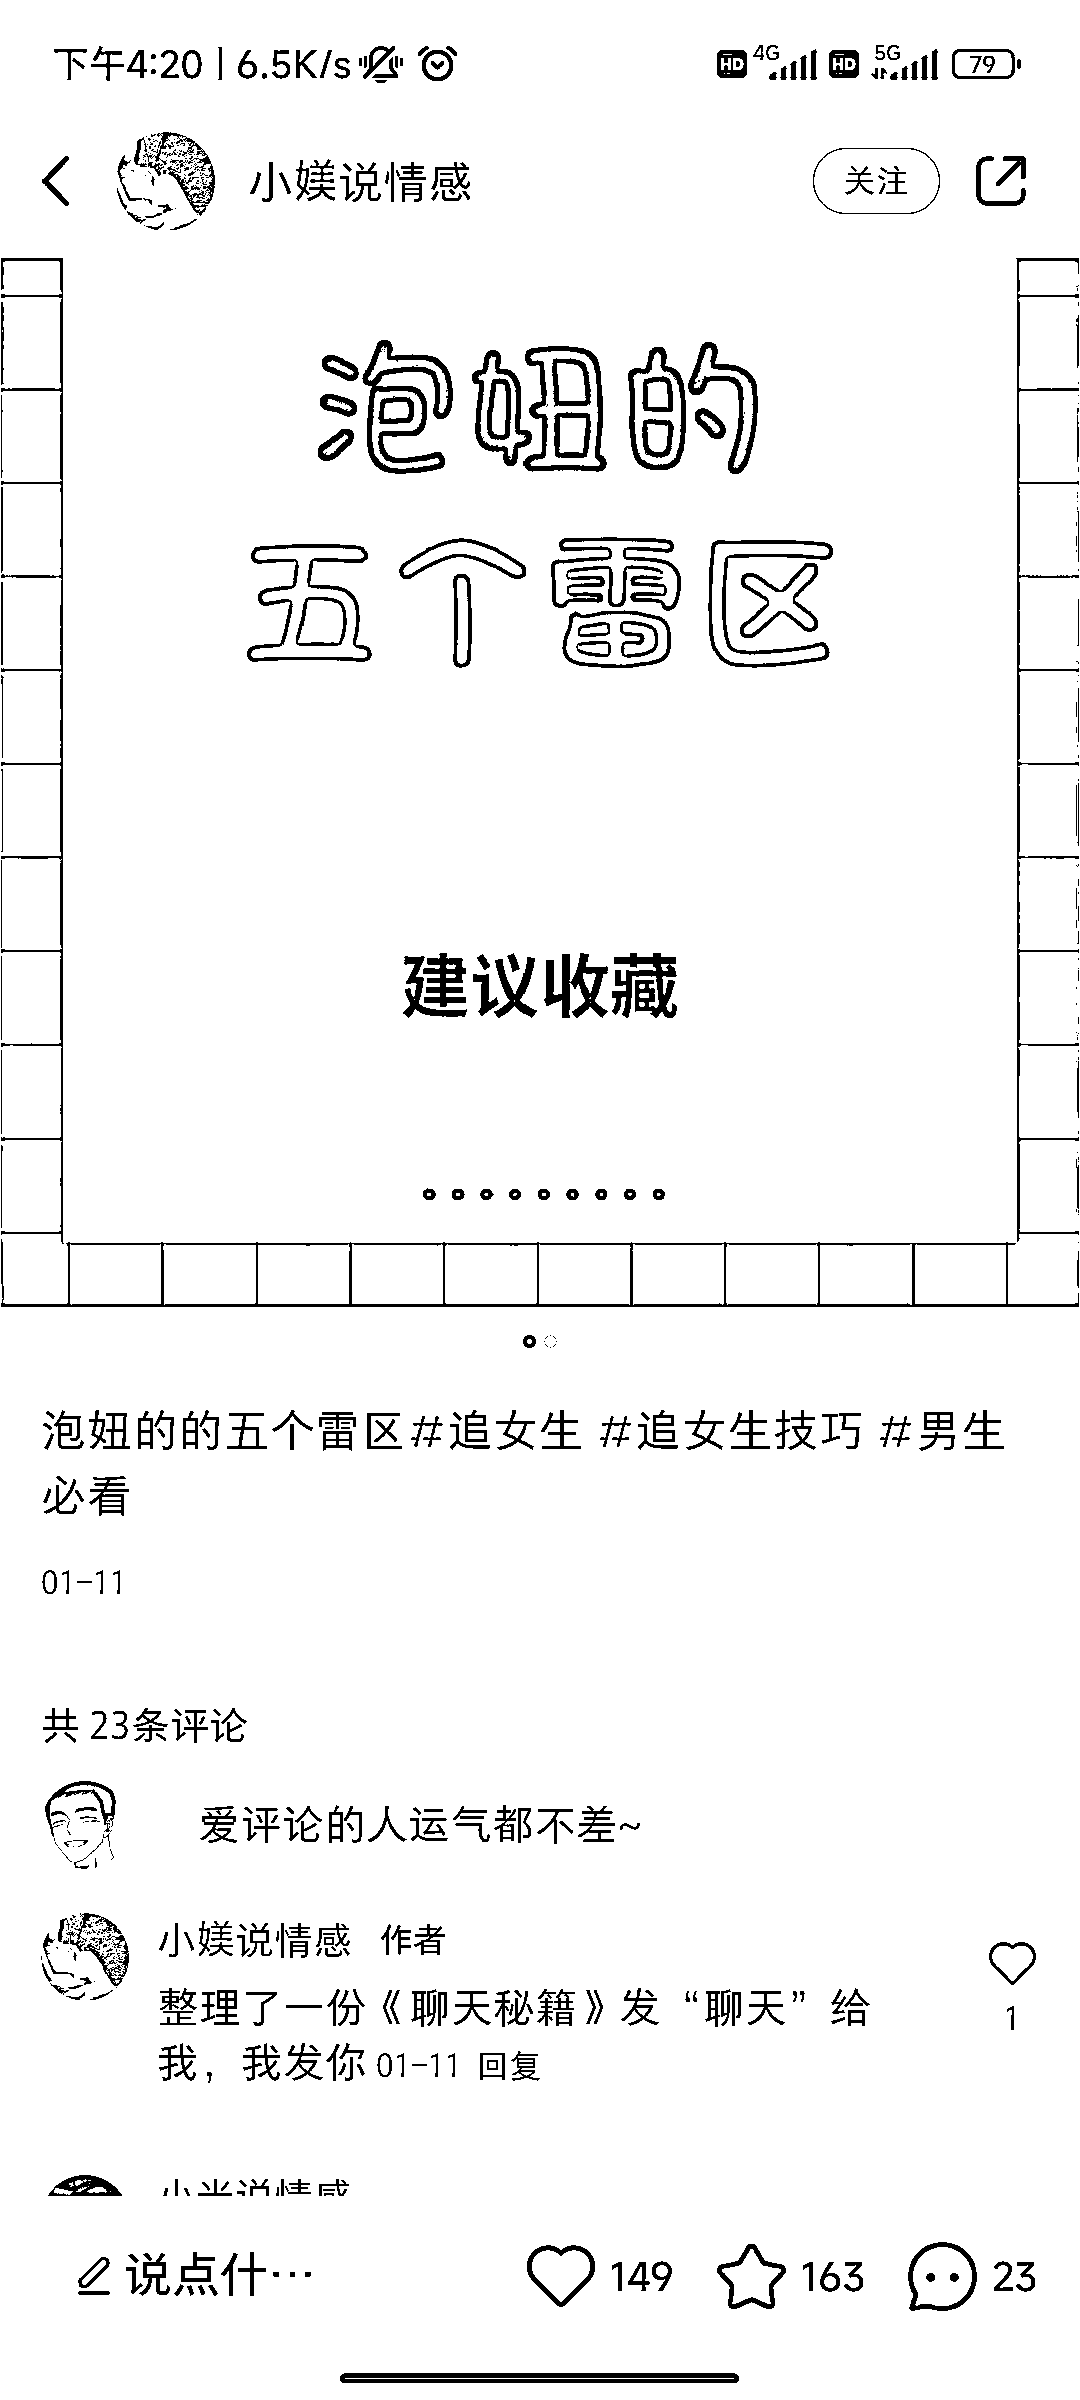 下午4:20 | 6.5K/s HD 4G HD 5G 79
小媄说情感 关注
泡妞的
五个雷区
建议收藏
泡妞的的五个雷区#追女生 #追女生技巧 #男生
必看
01-11
共 23条评论
爱评论的人运气都不差~
小媄说情感 作者
整理了一份《聊天秘籍》发“聊天”给
1
我，我发你 01-11 回复
说情感
说点什… 149 163 23